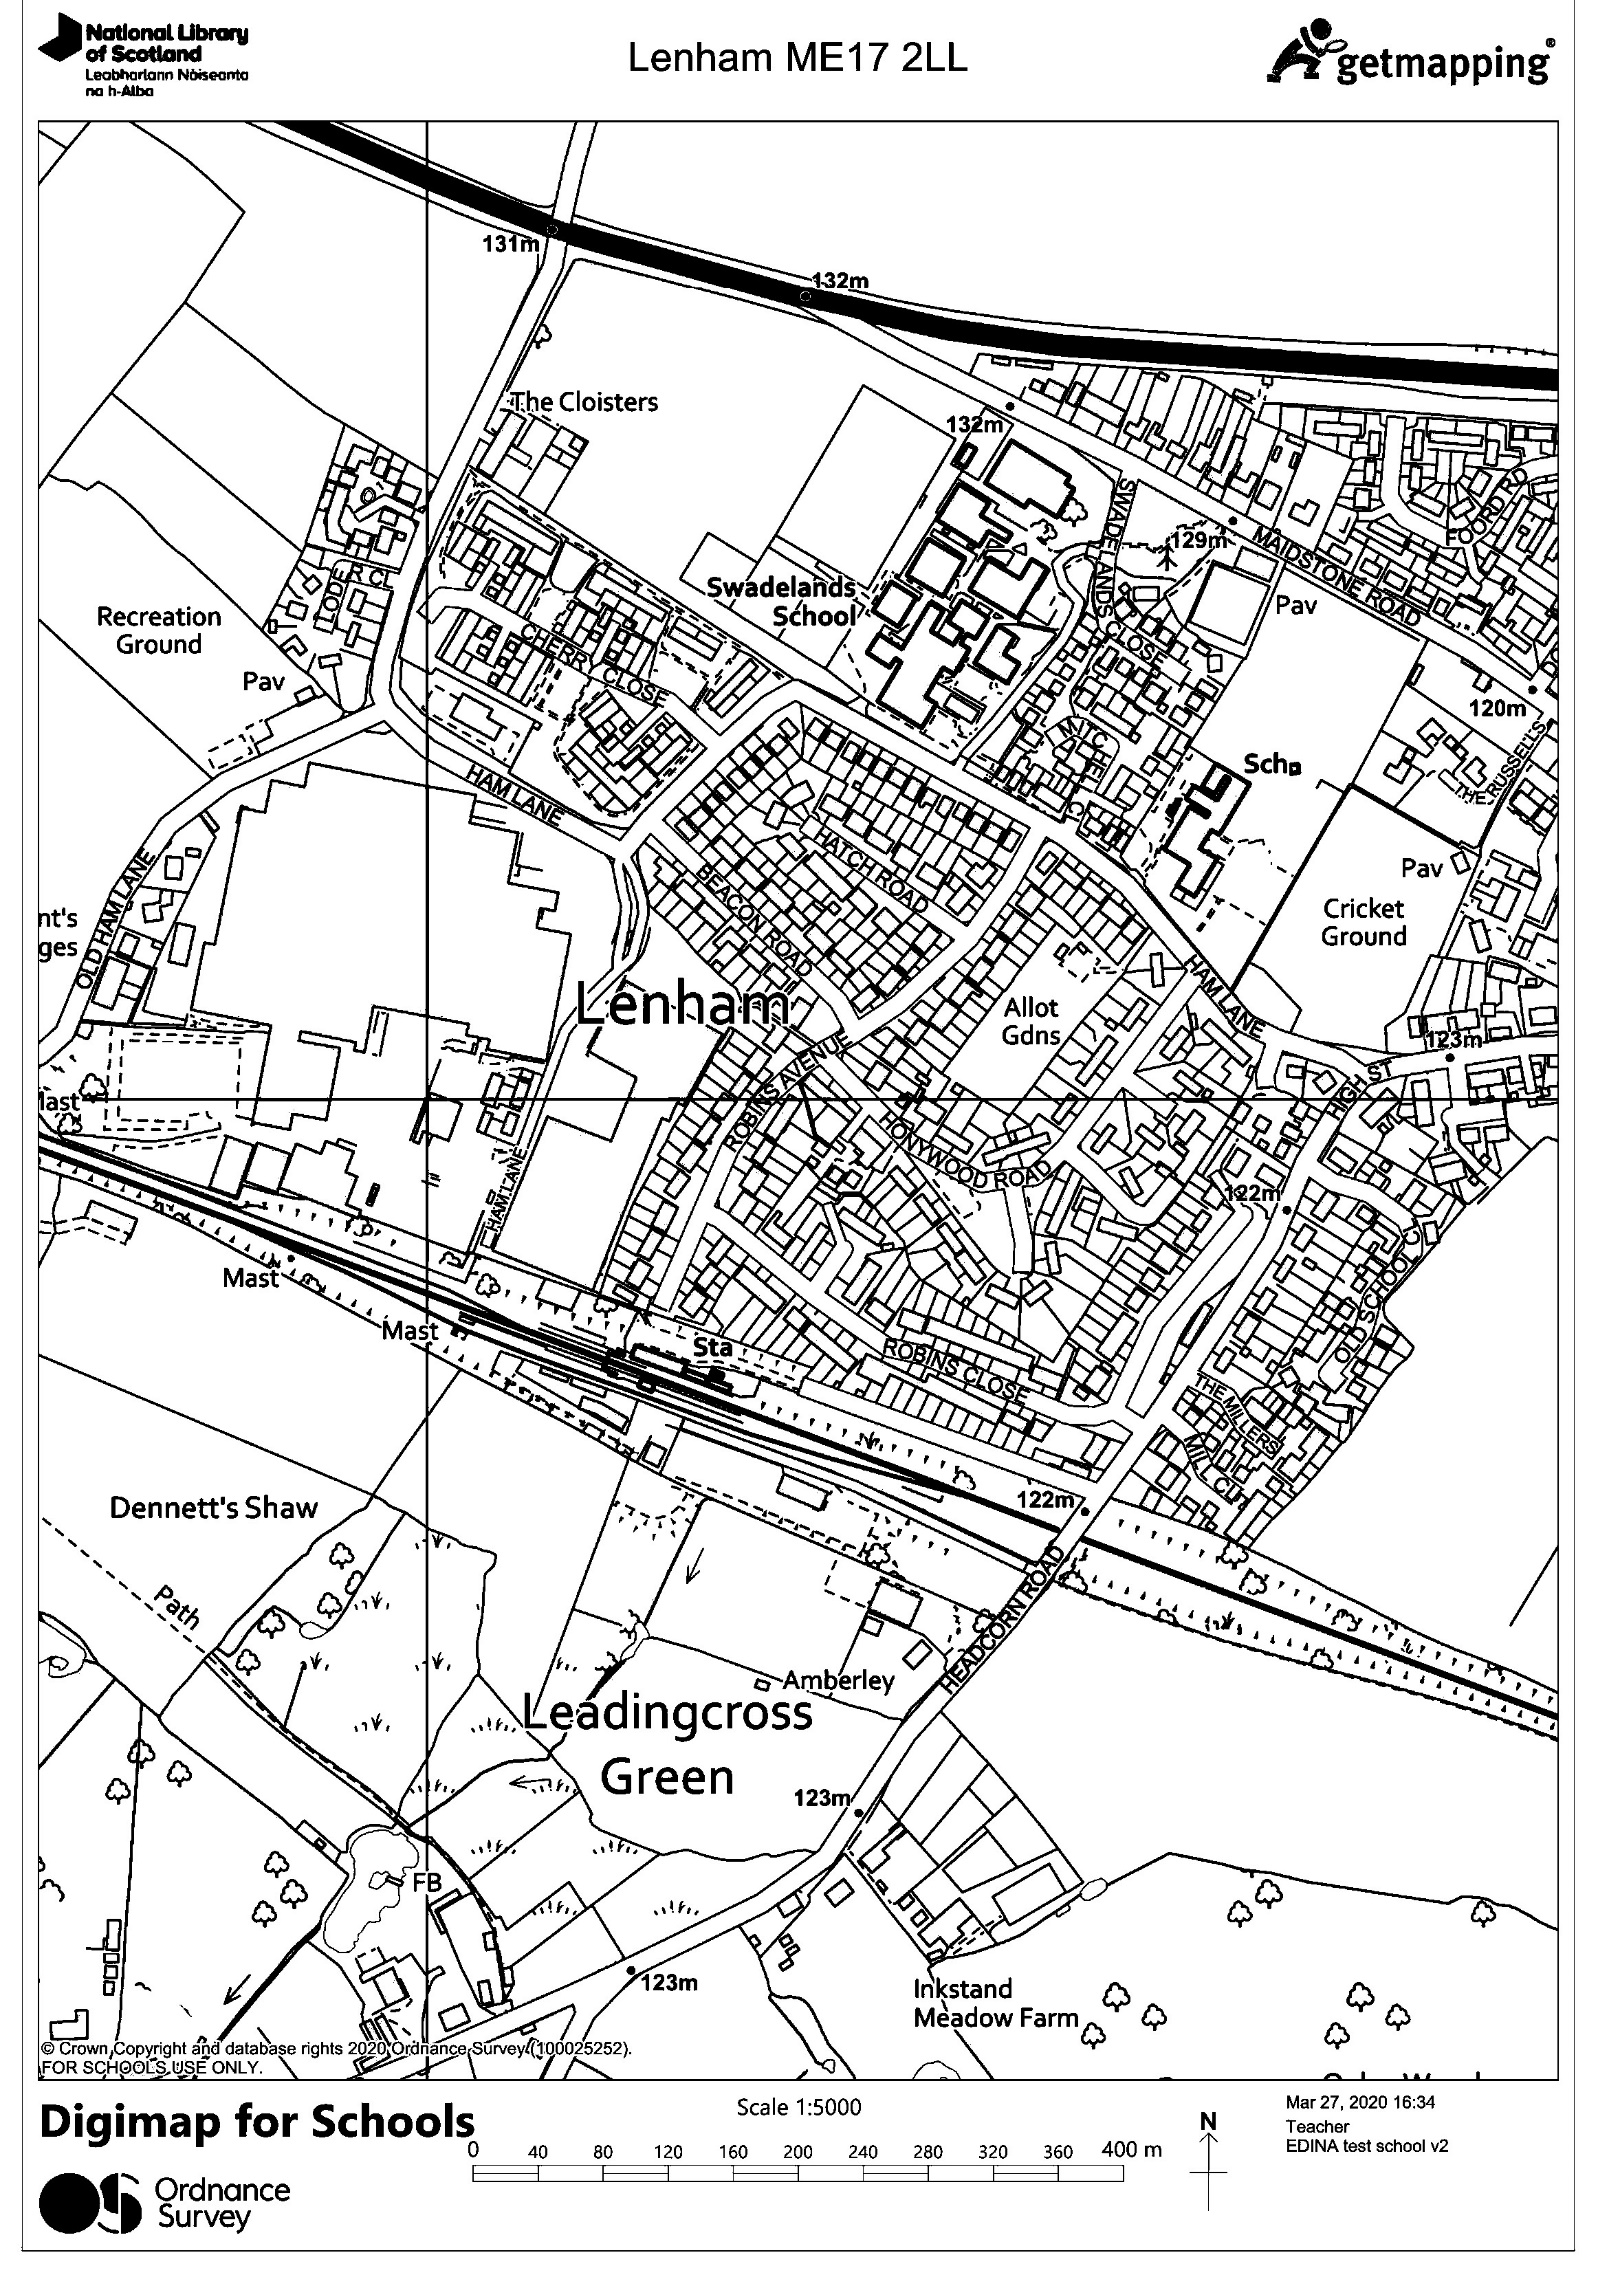 National Library
of Scotland
Leabharlann Nàiseanta
na h-Alba
Lenham ME17 2LL
getmapping®
131m
132m
The Cloisters
132m
SWADELANDS CLOSE
129m
MAIDSTONE ROAD
FORD RD
Swadelands
School
Pav
Recreation
Ground
LODER CL
CHERRY CLOSE
Pav
120m
THE RUSSELLS
Sch
HAM LANE
HATCH ROAD
BEACON ROAD
OLD HAM LANE
Pav
Cricket
Ground
nt's
ges
HAM LANE
Lenham
Allot
Gdns
123m
ROBINS AVENUE
HIGH ST
HONYWOOD ROAD
HAM LANE
122m
Mast
Mast
Sta
ROBINS CLOSE
OLD SCHOOL CL
THE MILLERS
MILL CL
122m
Dennett's Shaw
Path
HEADCORN ROAD
Amberley
Leadingcross
Green
123m
FB
123m
Inkstand
Meadow Farm
© Crown Copyright and database rights 2020 Ordnance Survey (100025252).
FOR SCHOOLS USE ONLY.
Digimap for Schools
Scale 1:5000
0 40 80 120 160 200 240 280 320 360 400 m
N
Mar 27, 2020 16:34
Teacher
EDINA test school v2
OS Ordnance
Survey